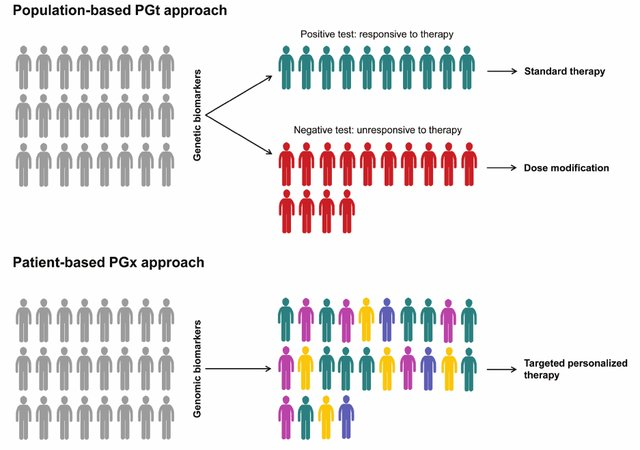 Population-based PGt approach
Positive test: responsive to therapy
Genetic biomarkers
Standard therapy
Negative test: unresponsive to therapy
Dose modification
Patient-based PGx approach
Genomic biomarkers
Targeted personalized
therapy